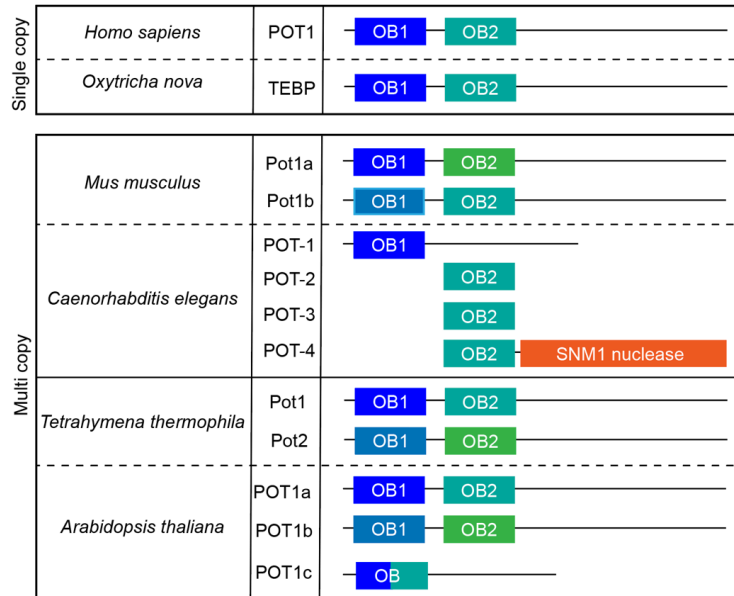 Single copy
Homo sapiens POT1 OB1 OB2
Oxytricha nova TEBP OB1 OB2
Multi copy
Mus musculus
Pot1a OB1 OB2
Pot1b OB1 OB2
Caenorhabditis elegans
POT-1 OB1
POT-2 OB2
POT-3 OB2
POT-4 OB2 SNM1 nuclease
Tetrahymena thermophila
Pot1 OB1 OB2
Pot2 OB1 OB2
Arabidopsis thaliana
POT1a OB1 OB2
POT1b OB1 OB2
POT1c OB